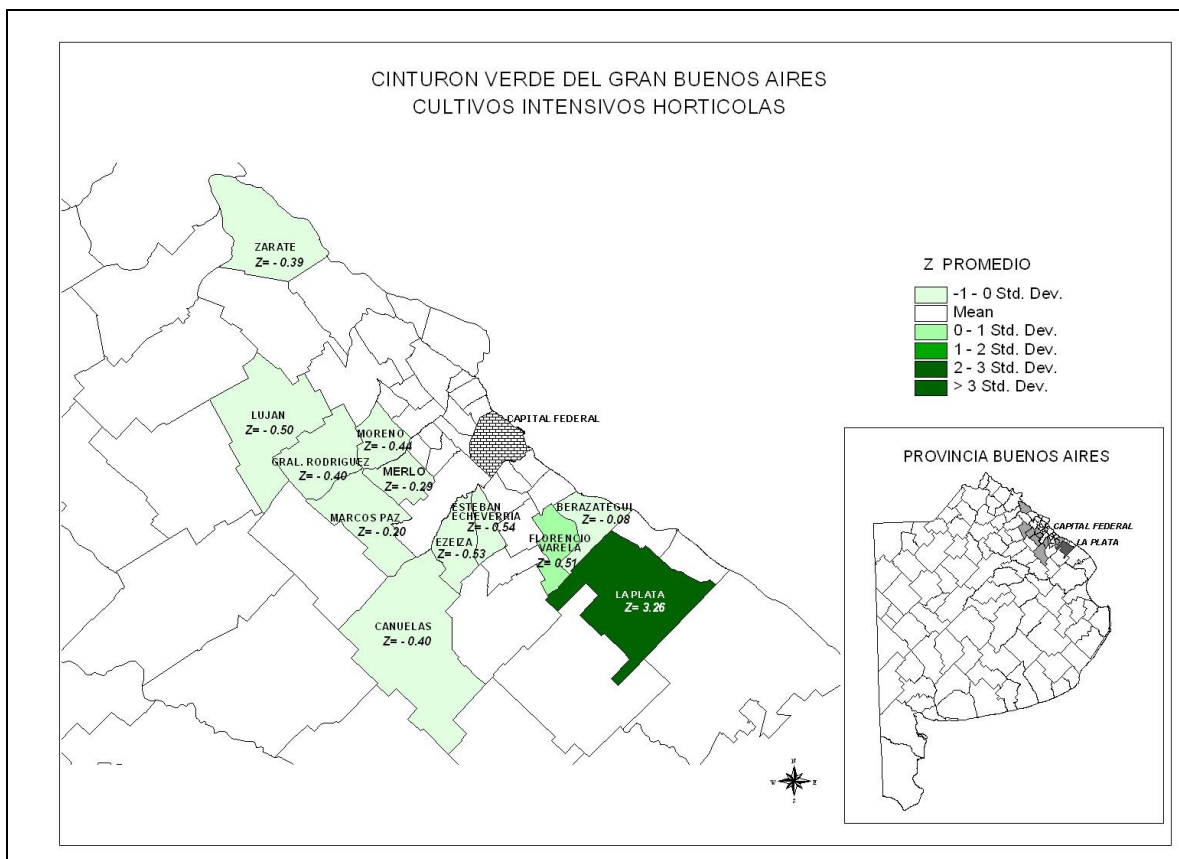 CINTURON VERDE DEL GRAN BUENOS AIRES
CULTIVOS INTENSIVOS HORTICOLAS
ZARATE
Z= - 0.39
LUJAN
Z= - 0.50
MORENO
Z= - 0.44
GRAL. RODRIGUEZ
Z= - 0.40
MERLO
Z= - 0.29
MARCOS PAZ
Z= - 0.20
CAPITAL FEDERAL
ESTEBAN
ECHEVERRIA
Z= - 0.54
EZEIZA
Z= - 0.53
BERAZATEGUI
Z= - 0.08
FLORENCIO
VARELA
Z= 0.51
LA PLATA
Z= 3.26
CANUELAS
Z= - 0.40
Z PROMEDIO
-1 - 0 Std. Dev.
Mean
0 - 1 Std. Dev.
1 - 2 Std. Dev.
2 - 3 Std. Dev.
> 3 Std. Dev.
PROVINCIA BUENOS AIRES
CAPITAL FEDERAL
LA PLATA
N
W
E
S